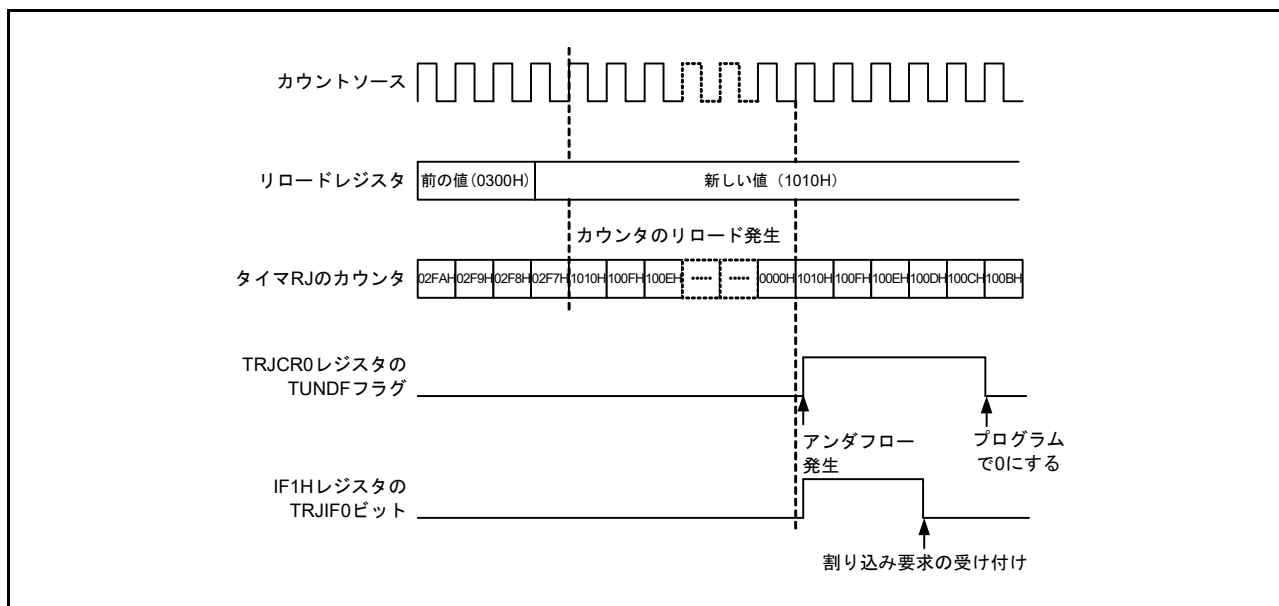 カウントソース
リロードレジスタ
前の値(0300H)
新しい値（1010H）
カウンタのリロード発生
タイマRJのカウンタ
02FAH 02F9H 02F8H 02F7H 1010H 100FH 100EH ..... ..... 0000H 1010H 100FH 100EH 100DH 100CH 100BH
TRJCR0レジスタの
TUNDFフラグ
アンダフロー
発生
プログラム
で0にする
IF1Hレジスタの
TRJIF0ビット
割り込み要求の受け付け